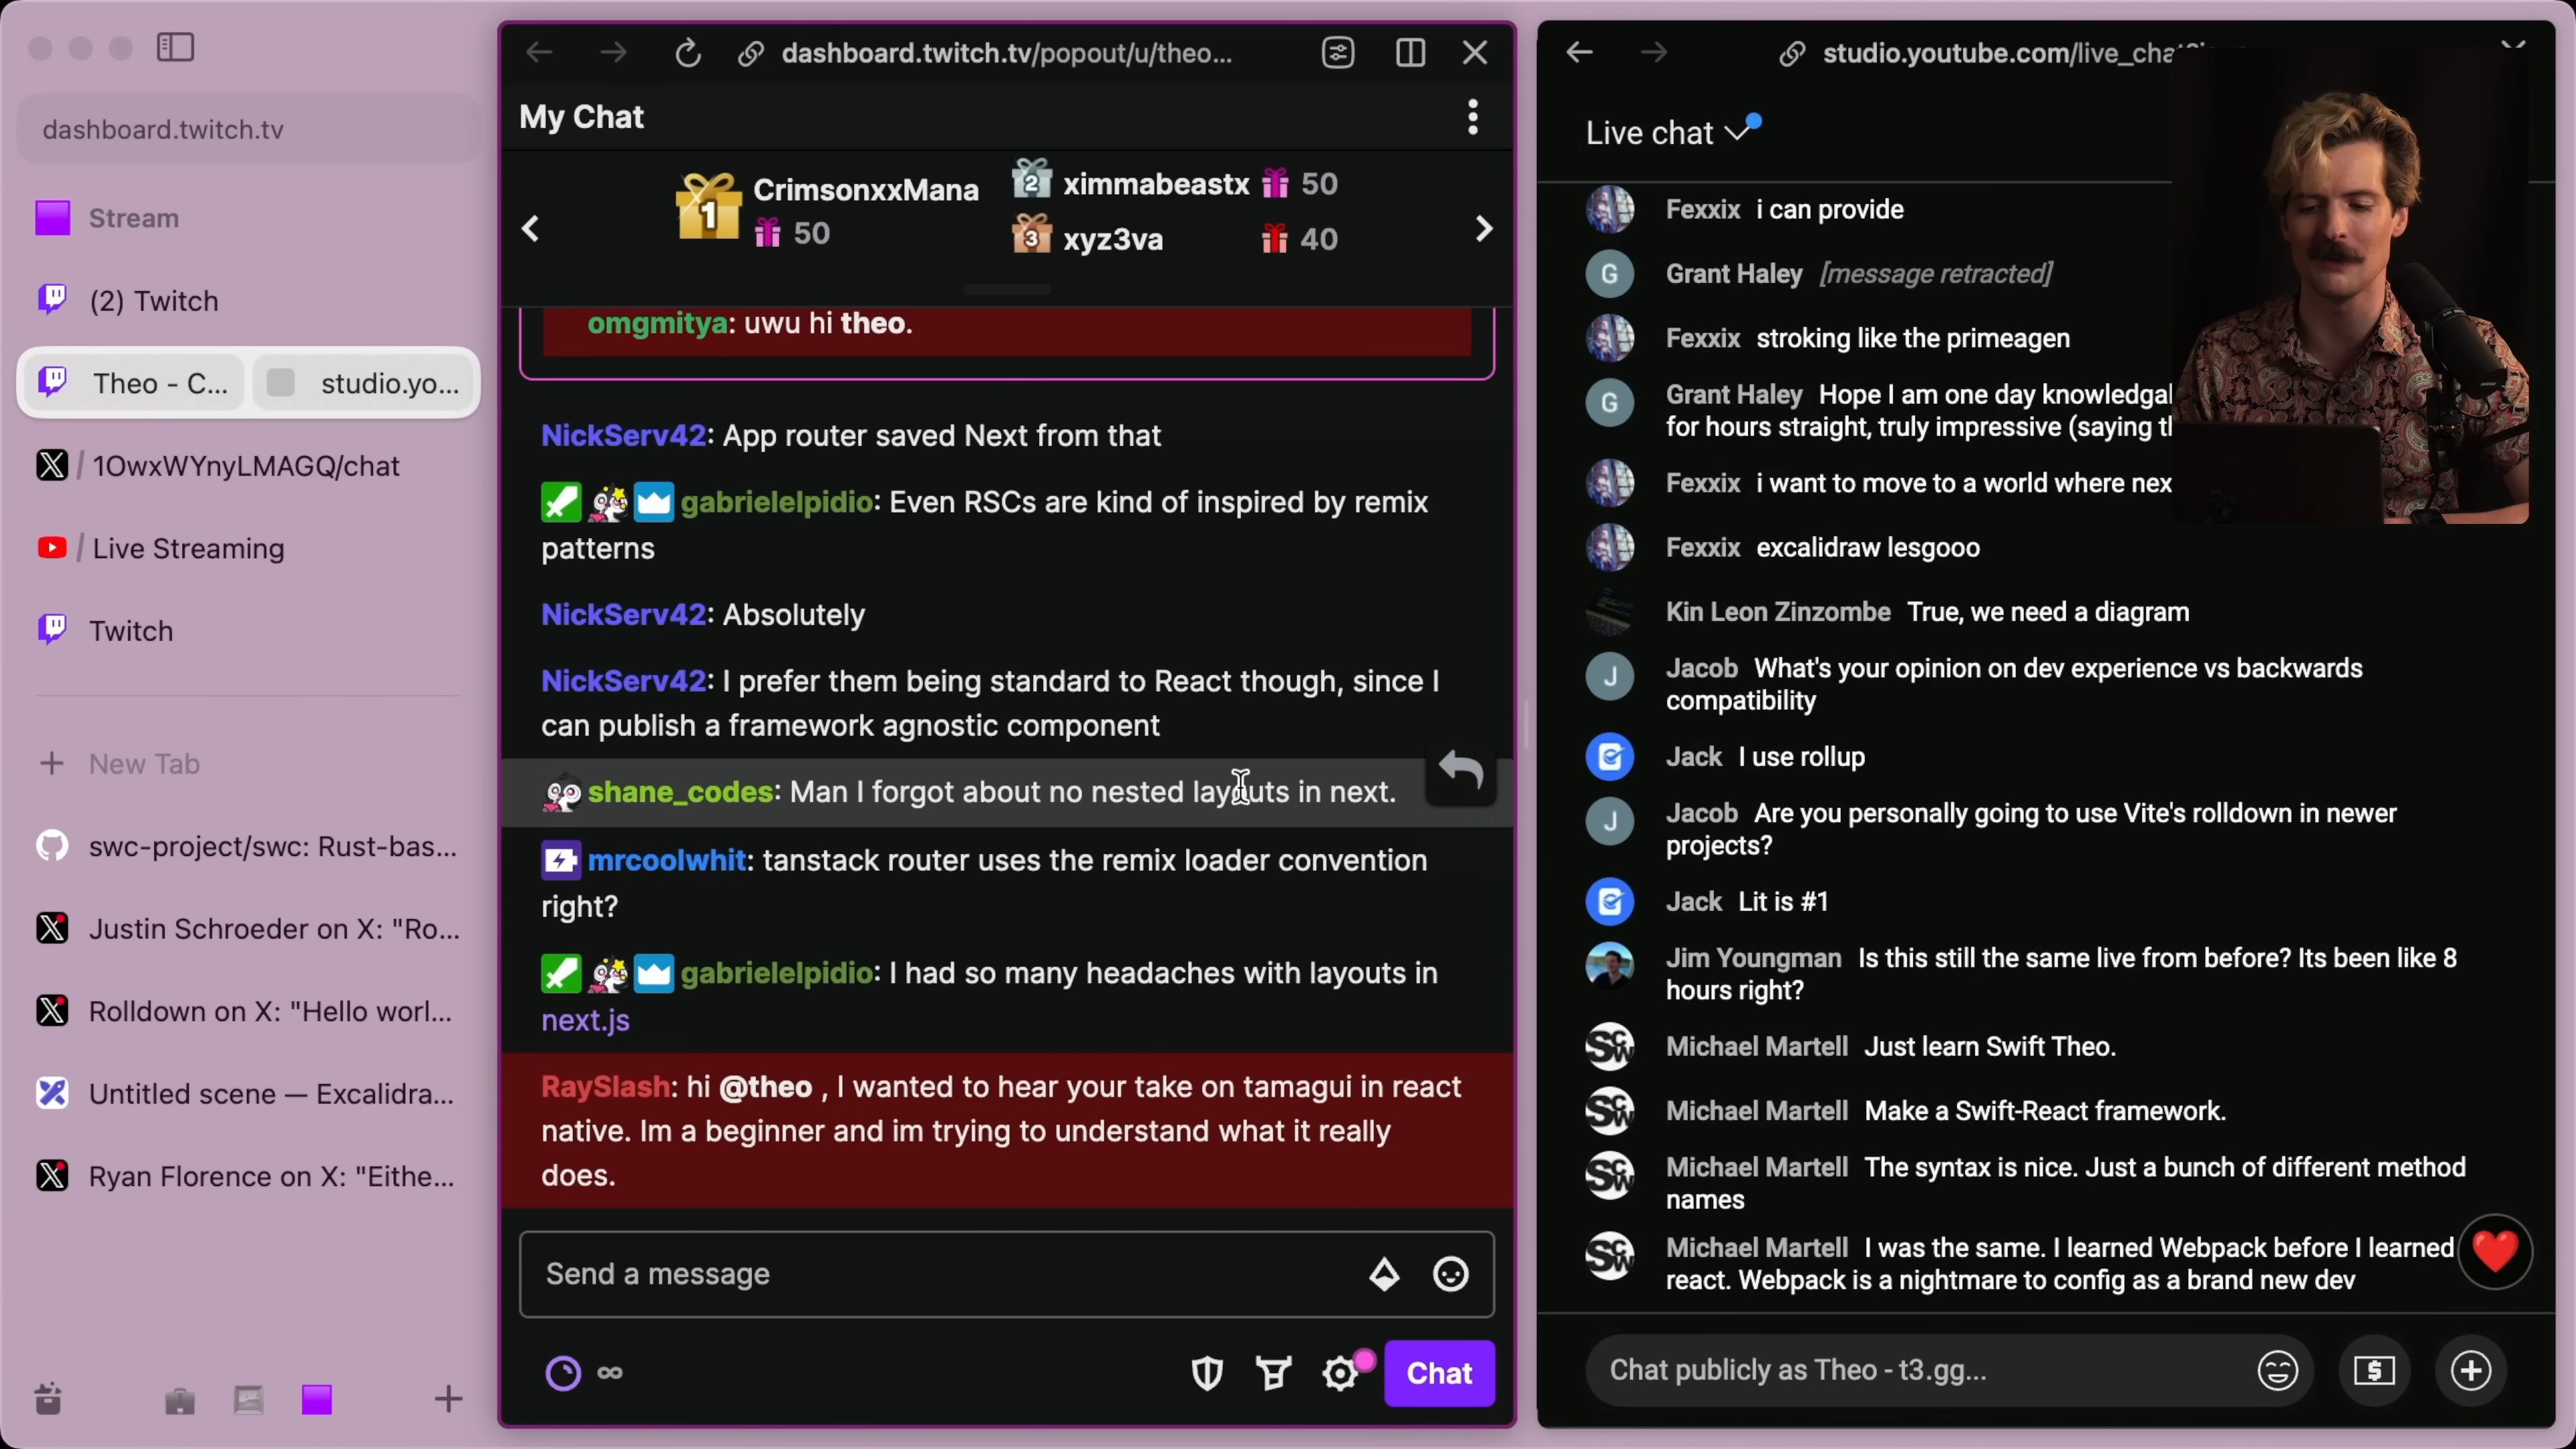 dashboard.twitch.tv
Stream
(2) Twitch
Theo - C...
studio.yo...
/ 1OwxWYnyLMAGQ/chat
/ Live Streaming
Twitch
+ New Tab
swc-project/swc: Rust-bas...
Justin Schroeder on X: "Ro...
Rolldown on X: "Hello worl...
Untitled scene — Excalidra...
Ryan Florence on X: "Eithe...
dashboard.twitch.tv/popout/u/theo...
My Chat
1 CrimsonxxMana
50
2 ximmabeastx 50
3 xyz3va 40
omgmitya: uwu hi theo.
NickServ42: App router saved Next from that
gabrielelpidio: Even RSCs are kind of inspired by remix
patterns
NickServ42: Absolutely
NickServ42: I prefer them being standard to React though, since I
can publish a framework agnostic component
shane_codes: Man I forgot about no nested layouts in next.
mrcoolwhit: tanstack router uses the remix loader convention
right?
gabrielelpidio: I had so many headaches with layouts in
next.js
RaySlash: hi @theo , I wanted to hear your take on tamagui in react
native. Im a beginner and im trying to understand what it really
does.
Send a message
∞
Chat
studio.youtube.com/live_cha
Live chat
Fexxix i can provide
G Grant Haley [message retracted]
Fexxix stroking like the primeagen
G Grant Haley Hope I am one day knowledga
for hours straight, truly impressive (saying
Fexxix i want to move to a world where nex
Fexxix excalidraw lesgooo
Kin Leon Zinzombe True, we need a diagram
J Jacob What's your opinion on dev experience vs backwards
compatibility
Jack I use rollup
J Jacob Are you personally going to use Vite's rolldown in newer
projects?
Jack Lit is #1
Jim Youngman Is this still the same live from before? Its been like 8
hours right?
Michael Martell Just learn Swift Theo.
Michael Martell Make a Swift-React framework.
Michael Martell The syntax is nice. Just a bunch of different method
names
Michael Martell I was the same. I learned Webpack before I learned
react. Webpack is a nightmare to config as a brand new dev
Chat publicly as Theo - t3.gg...